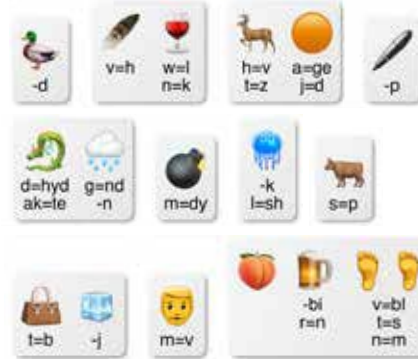 -d v=h w=l h=v a=ge -p
n=k t=z j=d
d=hyd g=nd m=dy -k s=p
ak=te -n l=sh
t=b -j m=v -bi v=bl
r=n t=s
n=m